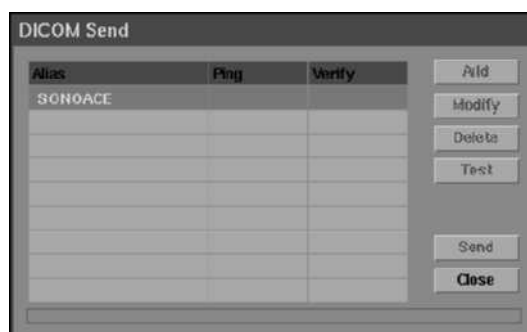 DICOM Send
Alias Ping Verify
SONOACE
Add
Modify
Delete
Test
Send
Close